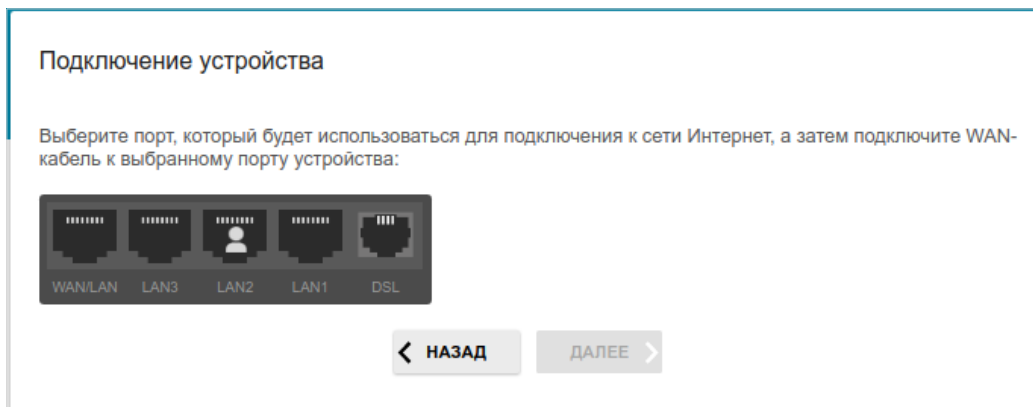 Подключение устройства
Выберите порт, который будет использоваться для подключения к сети Интернет, а затем подключите WAN-
кабель к выбранному порту устройства:
WAN/LAN LAN3 LAN2 LAN1 DSL
НАЗАД ДАЛЕЕ